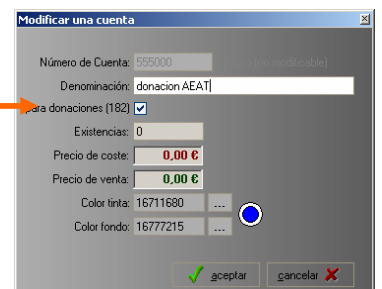 Modificar una cuenta
Número de Cuenta: 555000 (no modificable)
Denominación: donacion AEAT
para donaciones (182)
Existencias: 0
Precio de coste: 0,00 €
Precio de venta: 0,00 €
Color tinta: 16711680 ...
Color fondo: 16777215 ...
aceptar cancelar